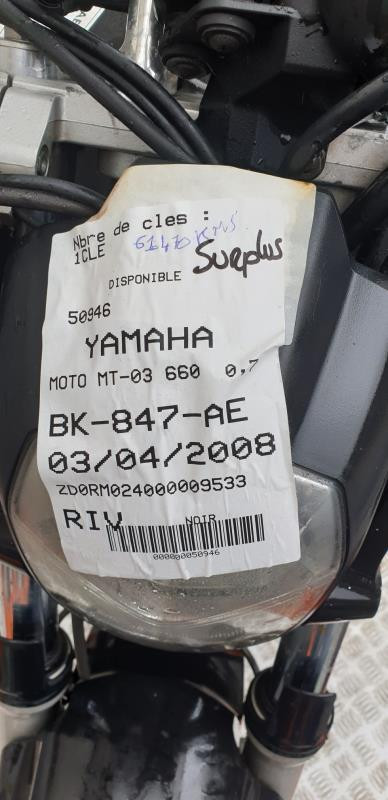 Nbre de cles :
1CLE 61470 KMS
DISPONIBLE Surplus
50946
YAMAHA
MOTO MT-03 660 0,7
BK-847-AE
03/04/2008
ZD0RM024000009533
RIV NOIR
000000050946